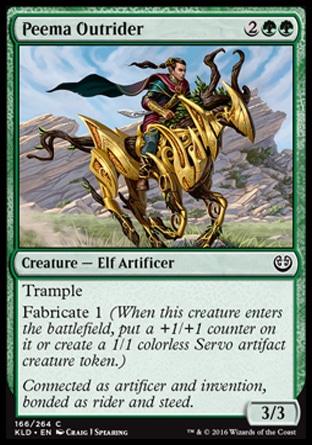 Peema Outrider 2
Creature — Elf Artificer
Trample
Fabricate 1 (When this creature enters
the battlefield, put a +1/+1 counter on
it or create a 1/1 colorless Servo artifact
creature token.)
Connected as artificer and invention,
bonded as rider and steed.
3/3
166/264 C
KLD • EN Craig J Spearing ™ & © 2016 Wizards of the Coast